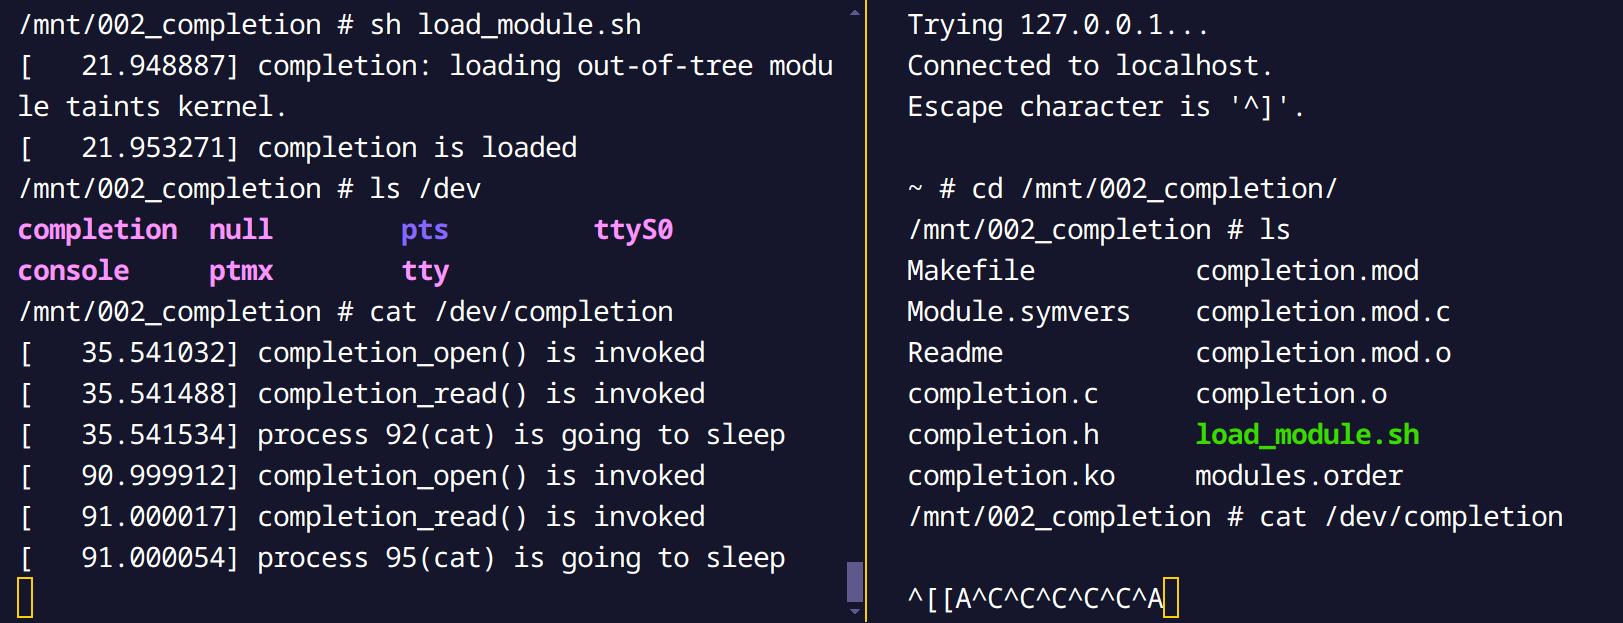 /mnt/002_completion # sh load_module.sh
[   21.948887] completion: loading out-of-tree modu
le taints kernel.
[   21.953271] completion is loaded
/mnt/002_completion # ls /dev
completion  null        pts         ttyS0
console     ptmx        tty
/mnt/002_completion # cat /dev/completion
[   35.541032] completion_open() is invoked
[   35.541488] completion_read() is invoked
[   35.541534] process 92(cat) is going to sleep
[   90.999912] completion_open() is invoked
[   91.000017] completion_read() is invoked
[   91.000054] process 95(cat) is going to sleep
Trying 127.0.0.1...
Connected to localhost.
Escape character is '^]'.
~ # cd /mnt/002_completion/
/mnt/002_completion # ls
Makefile          completion.mod
Module.symvers    completion.mod.c
Readme            completion.mod.o
completion.c      completion.o
completion.h      load_module.sh
completion.ko     modules.order
/mnt/002_completion # cat /dev/completion
^[[A^C^C^C^C^C^A